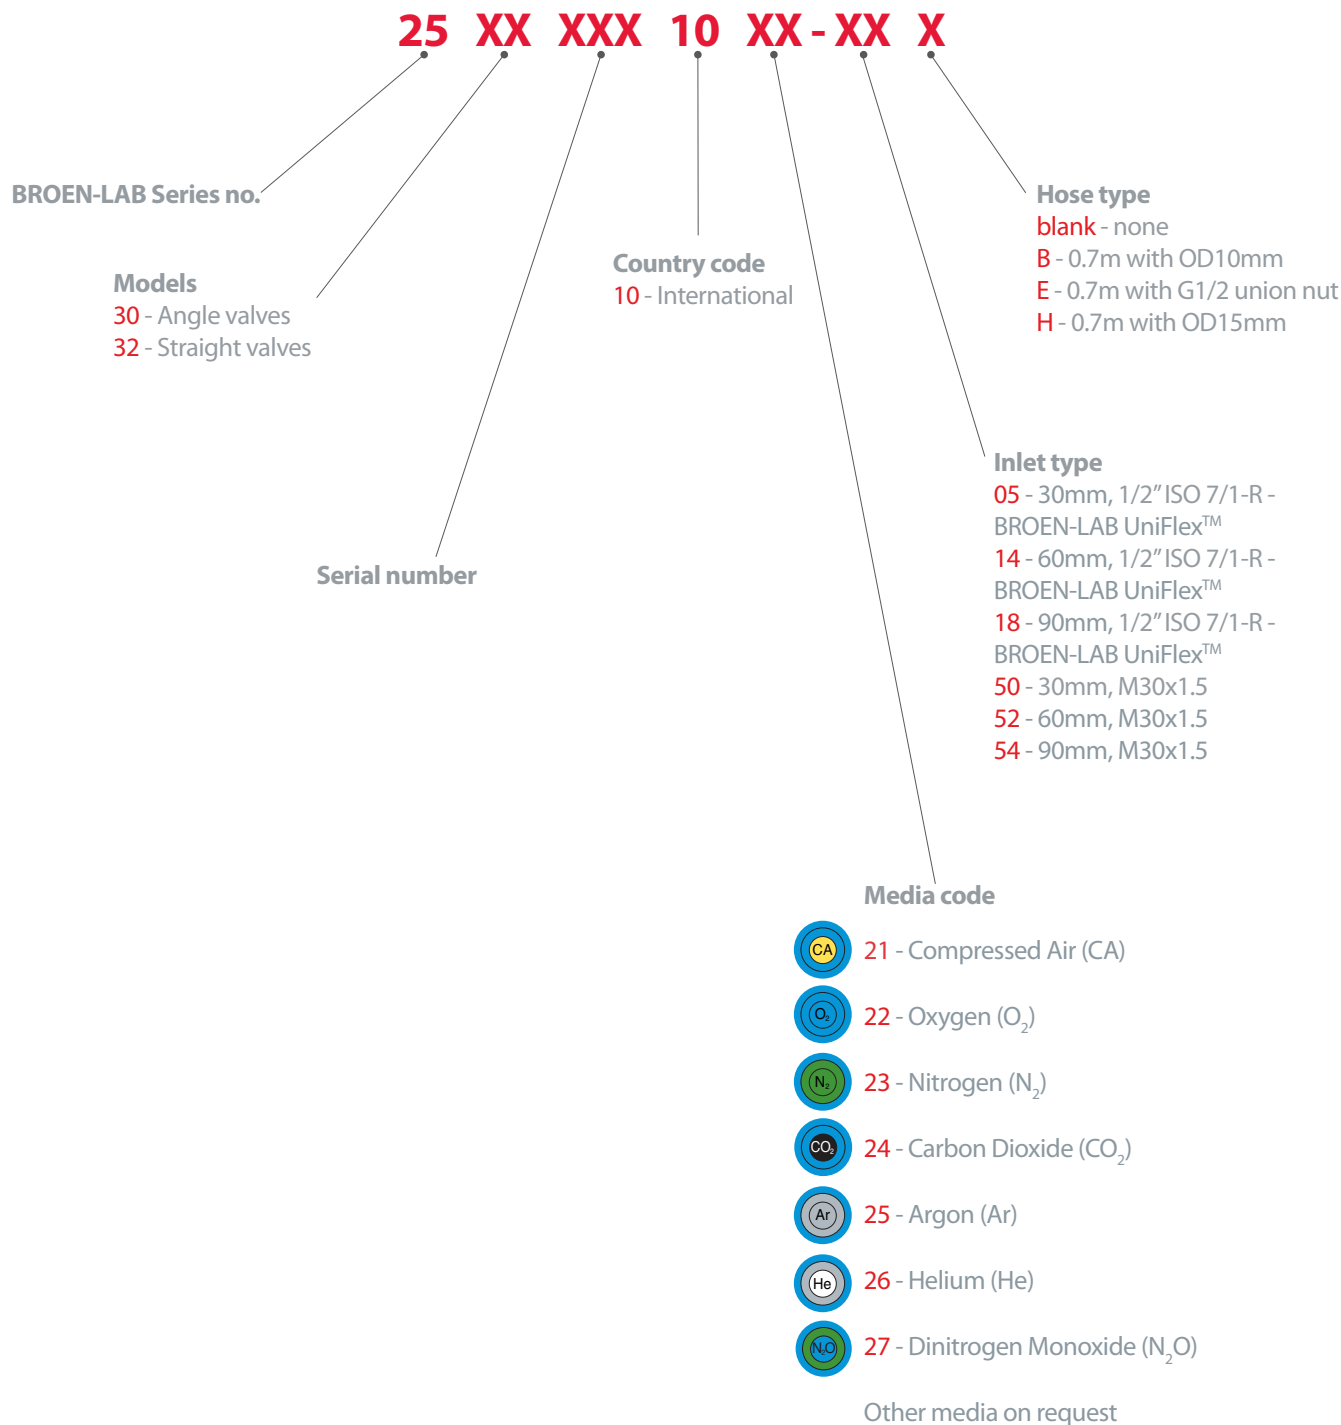 25 XX XXX 10 XX - XX X
BROEN-LAB Series no.
Models
30 - Angle valves
32 - Straight valves
Serial number
Country code
10 - International
Hose type
blank - none
B - 0.7m with OD10mm
E - 0.7m with G1/2 union nut
H - 0.7m with OD15mm
Inlet type
05 - 30mm, 1/2” ISO 7/1-R -
BROEN-LAB UniFlex™
14 - 60mm, 1/2” ISO 7/1-R -
BROEN-LAB UniFlex™
18 - 90mm, 1/2” ISO 7/1-R -
BROEN-LAB UniFlex™
50 - 30mm, M30x1.5
52 - 60mm, M30x1.5
54 - 90mm, M30x1.5
Media code
CA 21 - Compressed Air (CA)
O₂ 22 - Oxygen (O₂)
N₂ 23 - Nitrogen (N₂)
CO₂ 24 - Carbon Dioxide (CO₂)
Ar 25 - Argon (Ar)
He 26 - Helium (He)
N₂O 27 - Dinitrogen Monoxide (N₂O)
Other media on request